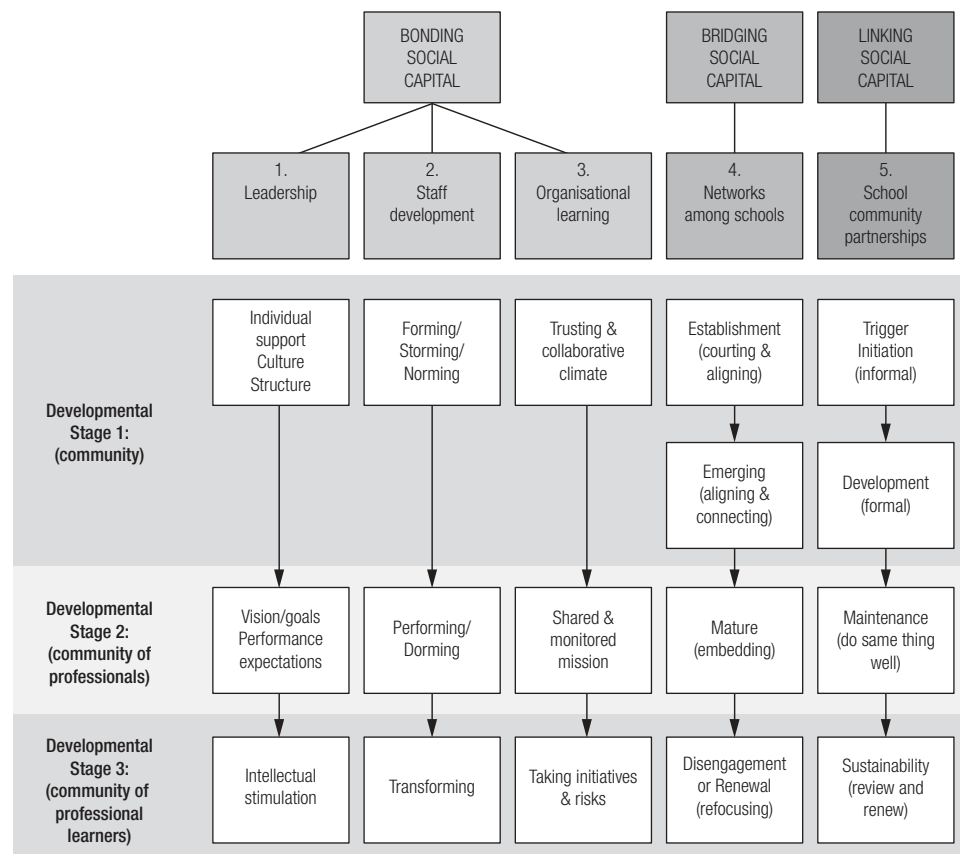 BONDING
SOCIAL
CAPITAL
BRIDGING
SOCIAL
CAPITAL
LINKING
SOCIAL
CAPITAL
1.
Leadership
2.
Staff
development
3.
Organisational
learning
4.
Networks
among schools
5.
School
community
partnerships
Developmental
Stage 1:
(community)
Individual
support
Culture
Structure
Forming/
Storming/
Norming
Trusting &
collaborative
climate
Establishment
(courting &
aligning)
Trigger
Initiation
(informal)
Emerging
(aligning &
connecting)
Development
(formal)
Developmental
Stage 2:
(community of
professionals)
Vision/goals
Performance
expectations
Performing/
Dorming
Shared &
monitored
mission
Mature
(embedding)
Maintenance
(do same thing
well)
Developmental
Stage 3:
(community of
professional
learners)
Intellectual
stimulation
Transforming
Taking initiatives
& risks
Disengagement
or Renewal
(refocusing)
Sustainability
(review and
renew)